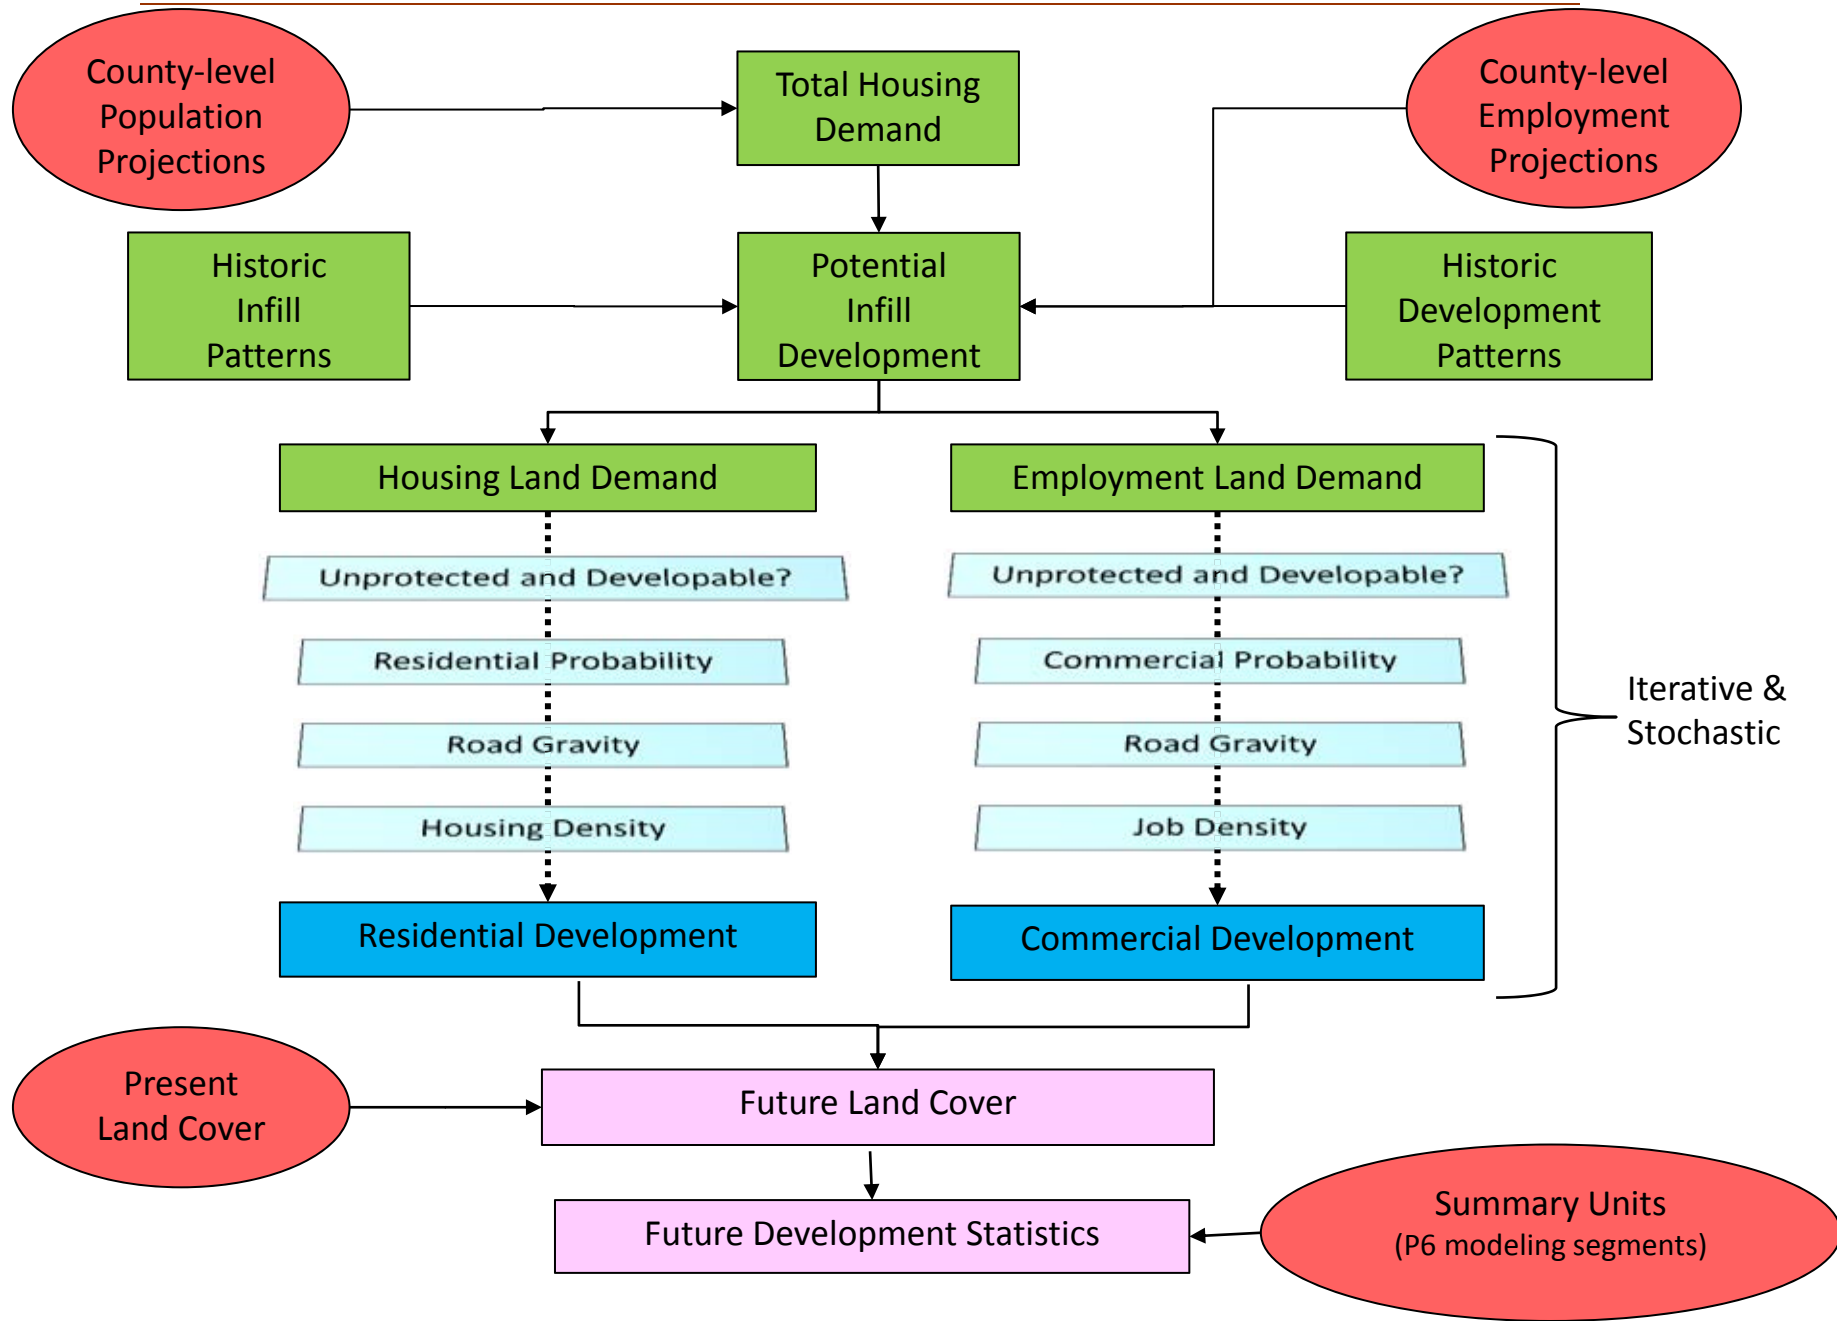 County-level
Population
Projections
Total Housing
Demand
County-level
Employment
Projections
Historic
Infill
Patterns
Potential
Infill
Development
Historic
Development
Patterns
Housing Land Demand
Employment Land Demand
Unprotected and Developable?
Unprotected and Developable?
Residential Probability
Commercial Probability
Road Gravity
Road Gravity
Housing Density
Job Density
Iterative &
Stochastic
Residential Development
Commercial Development
Present
Land Cover
Future Land Cover
Future Development Statistics
Summary Units
(P6 modeling segments)